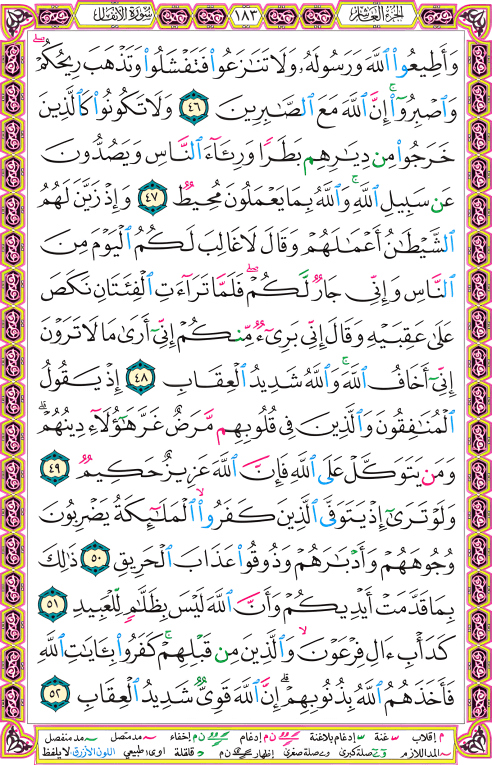 الجزء العاشر ١٨٣ سورة الأنفال
وَأَطِيعُوا۟ ٱللَّهَ وَرَسُولَهُۥ وَلَا تَنَٰزَعُوا۟ فَتَفْشَلُوا۟ وَتَذْهَبَ رِيحُكُمْ ۖ
وَٱصْبِرُوٓا۟ ۚ إِنَّ ٱللَّهَ مَعَ ٱلصَّٰبِرِينَ ٤٦ وَلَا تَكُونُوا۟ كَٱلَّذِينَ
خَرَجُوا۟ مِن دِيَٰرِهِم بَطَرًا وَرِئَآءَ ٱلنَّاسِ وَيَصُدُّونَ
عَن سَبِيلِ ٱللَّهِ ۚ وَٱللَّهُ بِمَا يَعْمَلُونَ مُحِيطٌ ٤٧ وَإِذْ زَيَّنَ لَهُمُ
ٱلشَّيْطَٰنُ أَعْمَٰلَهُمْ وَقَالَ لَا غَالِبَ لَكُمُ ٱلْيَوْمَ مِنَ
ٱلنَّاسِ وَإِنِّى جَارٌ لَّكُمْ ۖ فَلَمَّا تَرَآءَتِ ٱلْفِئَتَانِ نَكَصَ
عَلَىٰ عَقِبَيْهِ وَقَالَ إِنِّى بَرِىٓءٌ مِّنكُمْ إِنِّىٓ أَرَىٰ مَا لَا تَرَوْنَ
إِنِّىٓ أَخَافُ ٱللَّهَ ۚ وَٱللَّهُ شَدِيدُ ٱلْعِقَابِ ٤٨ إِذْ يَقُولُ
ٱلْمُنَٰفِقُونَ وَٱلَّذِينَ فِى قُلُوبِهِم مَّرَضٌ غَرَّ هَٰٓؤُلَآءِ دِينُهُمْ ۗ
وَمَن يَتَوَكَّلْ عَلَى ٱللَّهِ فَإِنَّ ٱللَّهَ عَزِيزٌ حَكِيمٌ ٤٩
وَلَوْ تَرَىٰٓ إِذْ يَتَوَفَّى ٱلَّذِينَ كَفَرُوا۟ ۙ ٱلْمَلَٰٓئِكَةُ يَضْرِبُونَ
وُجُوهَهُمْ وَأَدْبَٰرَهُمْ وَذُوقُوا۟ عَذَابَ ٱلْحَرِيقِ ٥٠ ذَٰلِكَ
بِمَا قَدَّمَتْ أَيْدِيكُمْ وَأَنَّ ٱللَّهَ لَيْسَ بِظَلَّٰمٍ لِّلْعَبِيدِ ٥١
كَدَأْبِ ءَالِ فِرْعَوْنَ ۙ وَٱلَّذِينَ مِن قَبْلِهِمْ ۚ كَفَرُوا۟ بِـَٔايَٰتِ ٱللَّهِ
فَأَخَذَهُمُ ٱللَّهُ بِذُنُوبِهِمْ ۗ إِنَّ ٱللَّهَ قَوِىٌّ شَدِيدُ ٱلْعِقَابِ ٥٢
م إقلاب غنة إدغام بلاغنة ن م إدغام ن م إخفاء مد متصل مد منفصل
المد اللازم صلة كبرى صلة صغرى إظهار قلقلة اوى: طبيعي اللون الأزرق: لا يلفظ